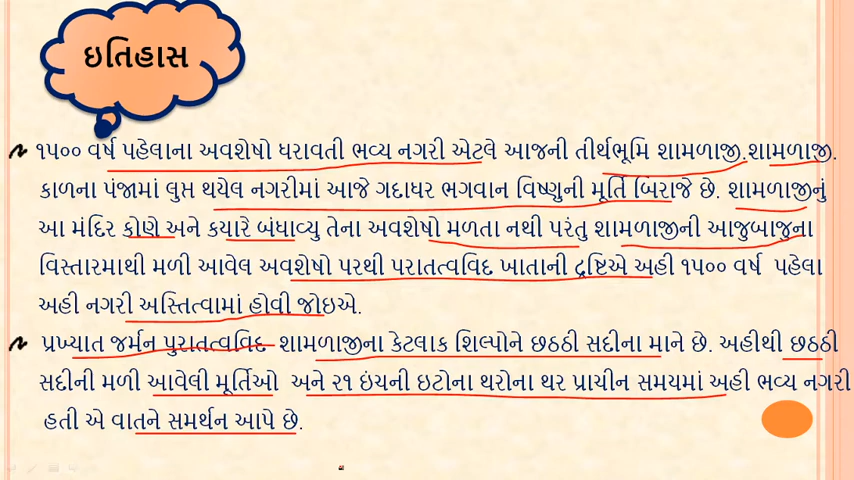 ઇતિહાસ
૧૫૦૦ વર્ષ પહેલાના અવશેષો ધરાવતી ભવ્ય નગરી એટલે આજની તીર્થભૂમિ શામળાજી.શામળાજી.
કાળના પંજામાં લુપ્ત થયેલ નગરીમાં આજે ગદાધર ભગવાન વિષ્ણુની મૂર્તિ બિરાજે છે. શામળાજીનું
આ મંદિર કોણે અને કયારે બંધાવ્યુ તેના અવશેષો મળતા નથી પરંતુ શામળાજીની આજુબાજુના
વિસ્તારમાથી મળી આવેલ અવશેષો પરથી પરાતત્વવિદ ખાતાની દ્રષ્ટિએ અહી ૧૫૦૦ વર્ષ પહેલા
અહી નગરી અસ્તિત્વામાં હોવી જોઇએ.
પ્રખ્યાત જર્મન પુરાતત્વવિદ શામળાજીના કેટલાક શિલ્પોને છઠઠી સદીના માને છે. અહીથી છઠઠી
સદીની મળી આવેલી મૂર્તિઓ અને ૨૧ ઇંચની ઇટોના થરોના થર પ્રાચીન સમયમાં અહી ભવ્ય નગરી
હતી એ વાતને સમર્થન આપે છે.